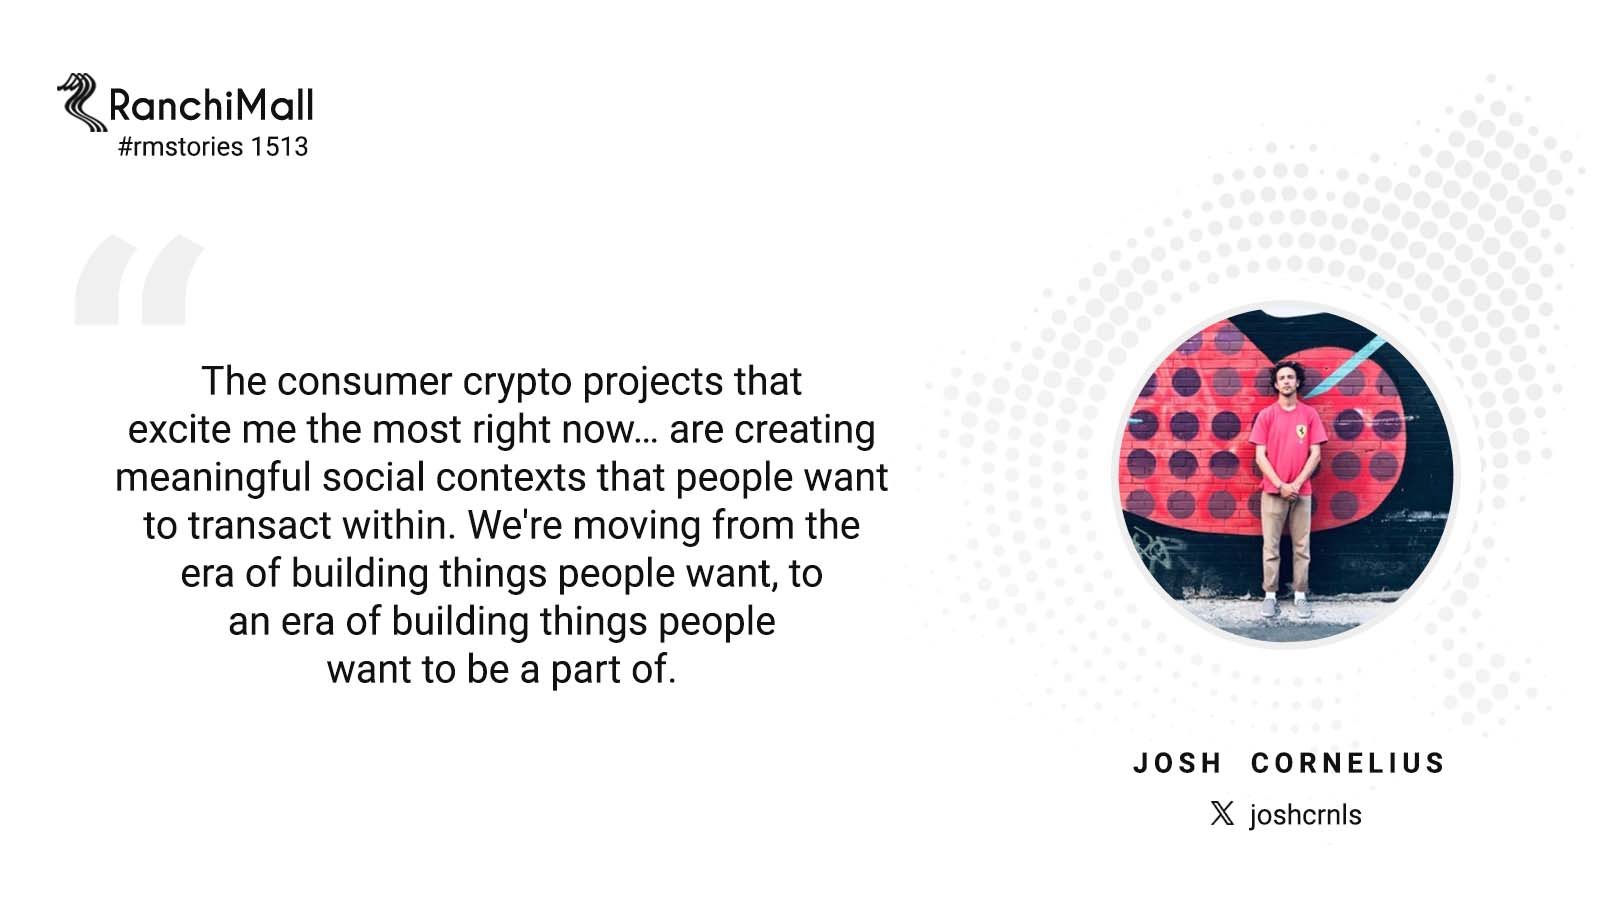 RanchiMall
#rmstories 1513
“
The consumer crypto projects that
excite me the most right now... are creating
meaningful social contexts that people want
to transact within. We're moving from the
era of building things people want, to
an era of building things people
want to be a part of.
JOSH CORNELIUS
X joshcrnls